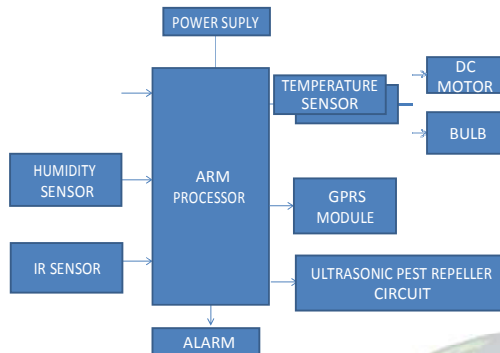 POWER SUPLY
TEMPERATURE
SENSOR
DC
MOTOR
BULB
HUMIDITY
SENSOR
ARM
PROCESSOR
GPRS
MODULE
IR SENSOR
ULTRASONIC PEST REPELLER
CIRCUIT
ALARM